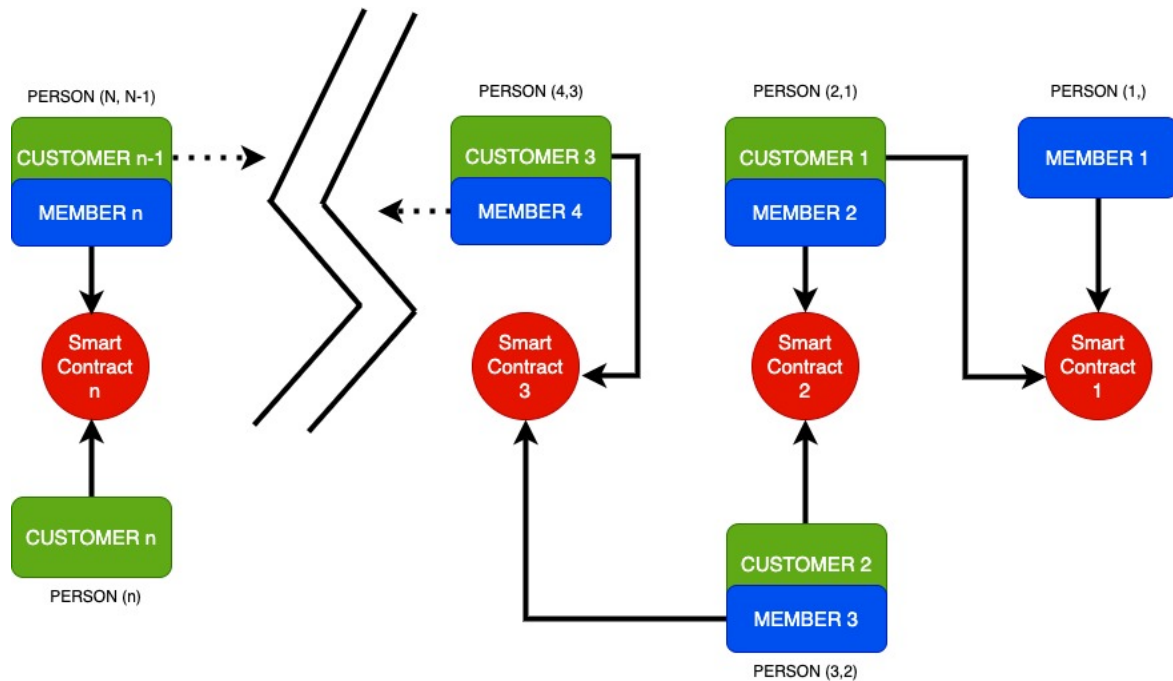 PERSON (N, N-1)
CUSTOMER n-1
MEMBER n
Smart
Contract
n
CUSTOMER n
PERSON (n)
PERSON (4,3)
CUSTOMER 3
MEMBER 4
Smart
Contract
3
PERSON (2,1)
CUSTOMER 1
MEMBER 2
Smart
Contract
2
CUSTOMER 2
MEMBER 3
PERSON (3,2)
PERSON (1,)
MEMBER 1
Smart
Contract
1